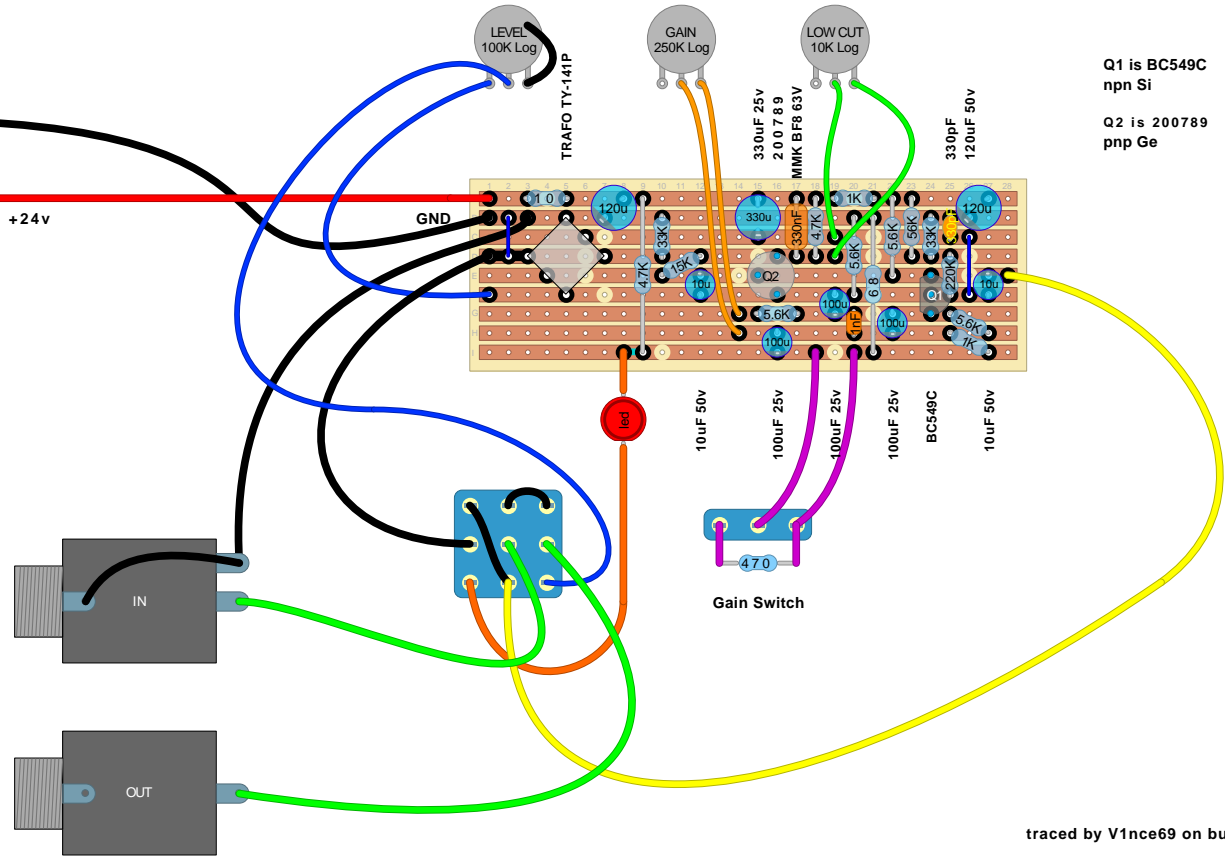 LEVEL
100K Log
GAIN
250K Log
LOW CUT
10K Log
Q1 is BC549C
npn Si
Q2 is 200789
pnp Ge
TRAFO TY-141P
330uF 25v
200789
MMK BF8 63V
330pF
120uF 50v
+24v
GND
10
120u
330u
330nF
4.7K
1K
5.6K
56K
33K
120u
33K
15K
4.7K
10u
Q2
5.6K
68
220K
10u
100u
5.6K
1nF
100u
100u
5.6K
1K
led
10uF 50v
100uF 25v
100uF 25v
100uF 25v
BC549C
10uF 50v
470
Gain Switch
IN
OUT
traced by V1nce69 on bu